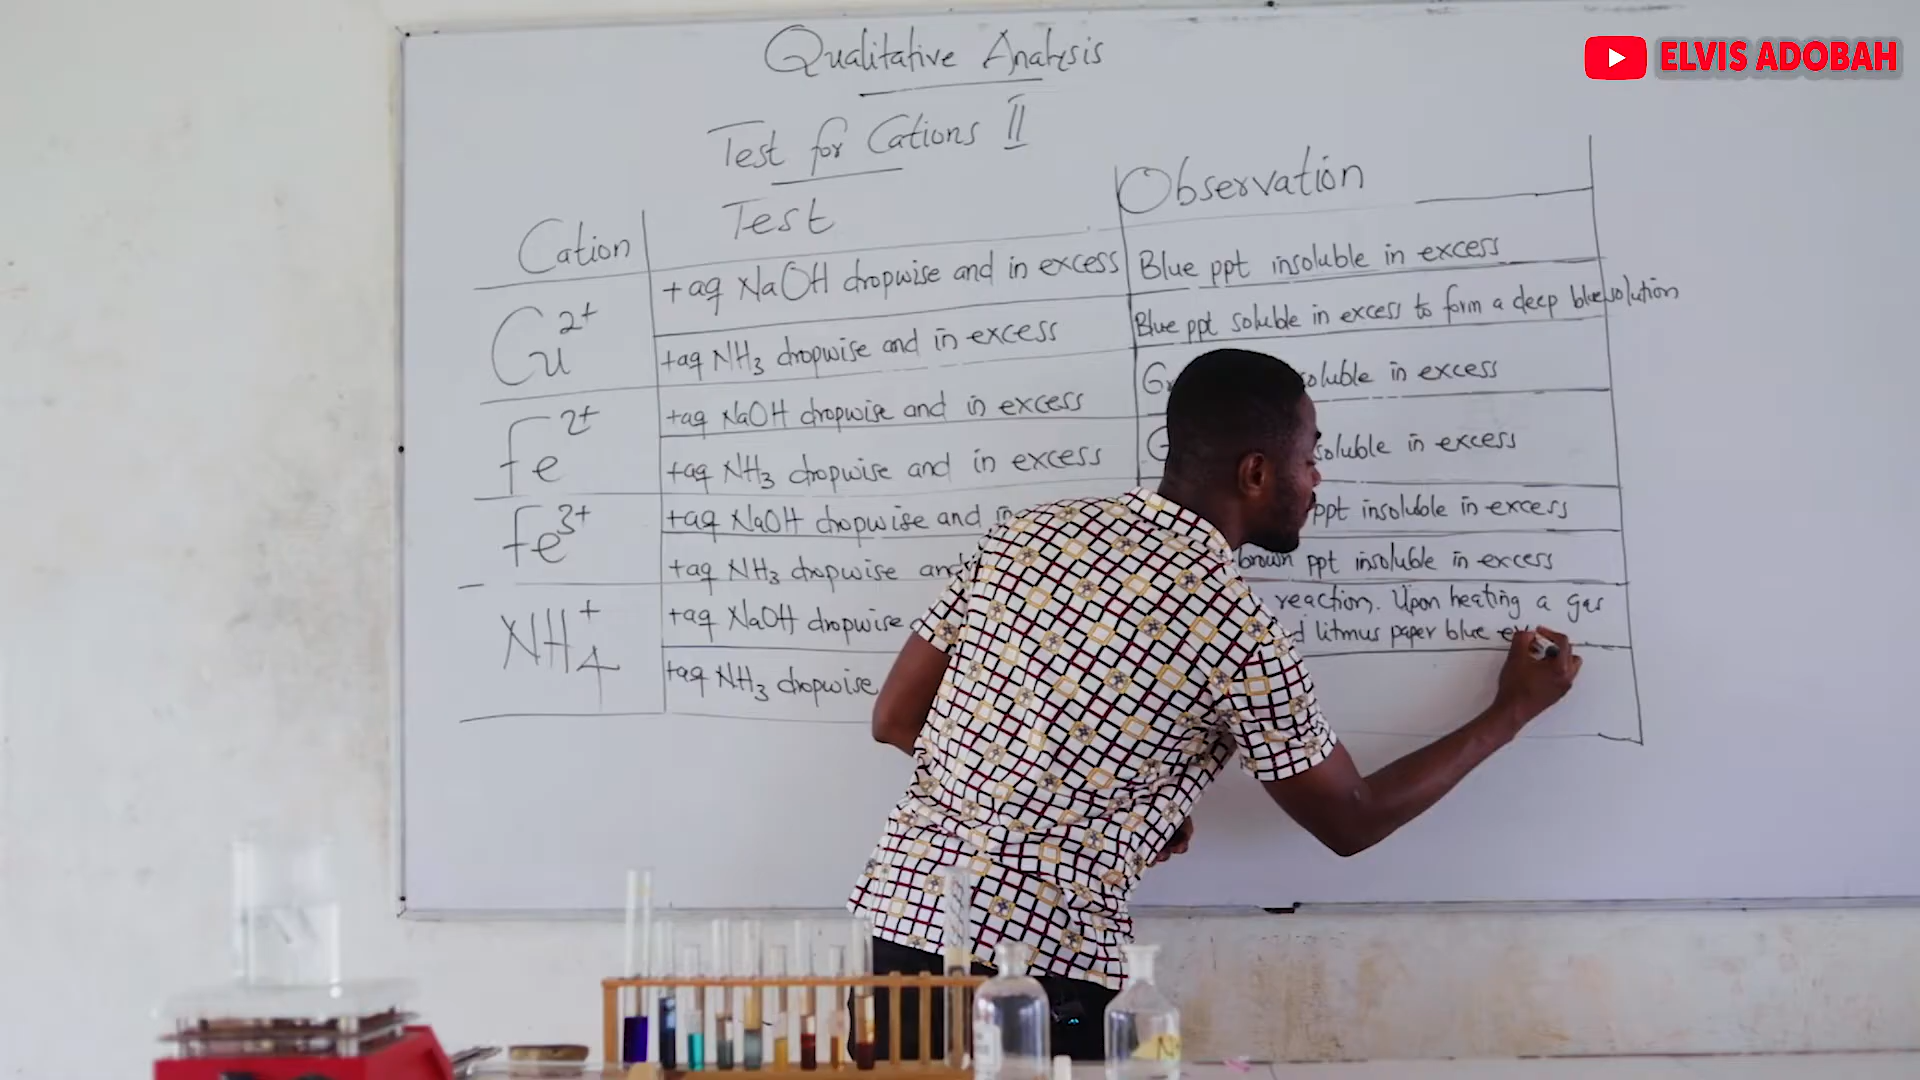 ELVIS ADOBAH
Qualitative Analysis
Test for Cations II
Cation Test Observation
Cu2+ +aq NaOH dropwise and in excess Blue ppt insoluble in excess
+aq NH3 dropwise and in excess Blue ppt soluble in excess to form a deep blue solution
Fe2+ +aq NaOH dropwise and in excess soluble in excess
+aq NH3 dropwise and in excess soluble in excess
Fe3+ +aq NaOH dropwise and ppt insoluble in excess
+aq NH3 dropwise and brown ppt insoluble in excess
NH4+ +aq NaOH dropwise reaction. Upon heating a gas
litmus paper blue
+aq NH3 dropwise